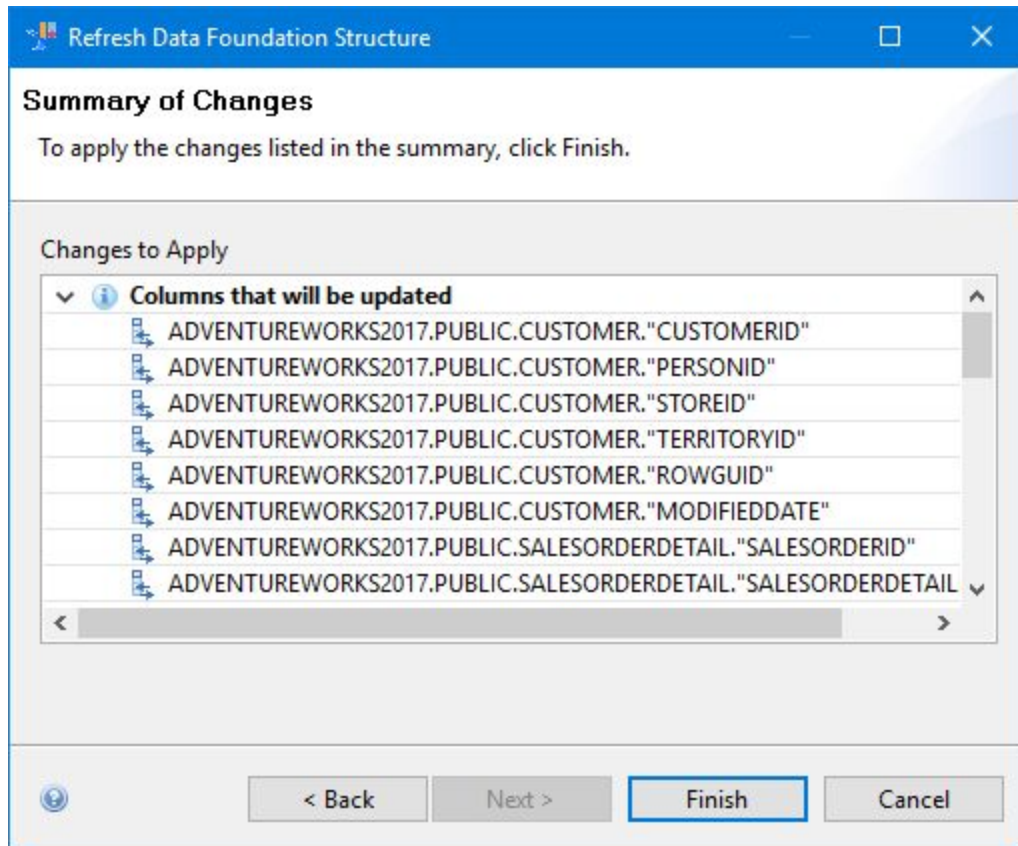 Refresh Data Foundation Structure
Summary of Changes
To apply the changes listed in the summary, click Finish.
Changes to Apply
Columns that will be updated
ADVENTUREWORKS2017.PUBLIC.CUSTOMER."CUSTOMERID"
ADVENTUREWORKS2017.PUBLIC.CUSTOMER."PERSONID"
ADVENTUREWORKS2017.PUBLIC.CUSTOMER."STOREID"
ADVENTUREWORKS2017.PUBLIC.CUSTOMER."TERRITORYID"
ADVENTUREWORKS2017.PUBLIC.CUSTOMER."ROWGUID"
ADVENTUREWORKS2017.PUBLIC.CUSTOMER."MODIFIEDDATE"
ADVENTUREWORKS2017.PUBLIC.SALESORDERDETAIL."SALESORDERID"
ADVENTUREWORKS2017.PUBLIC.SALESORDERDETAIL."SALESORDERDETAIL
< Back Next > Finish Cancel